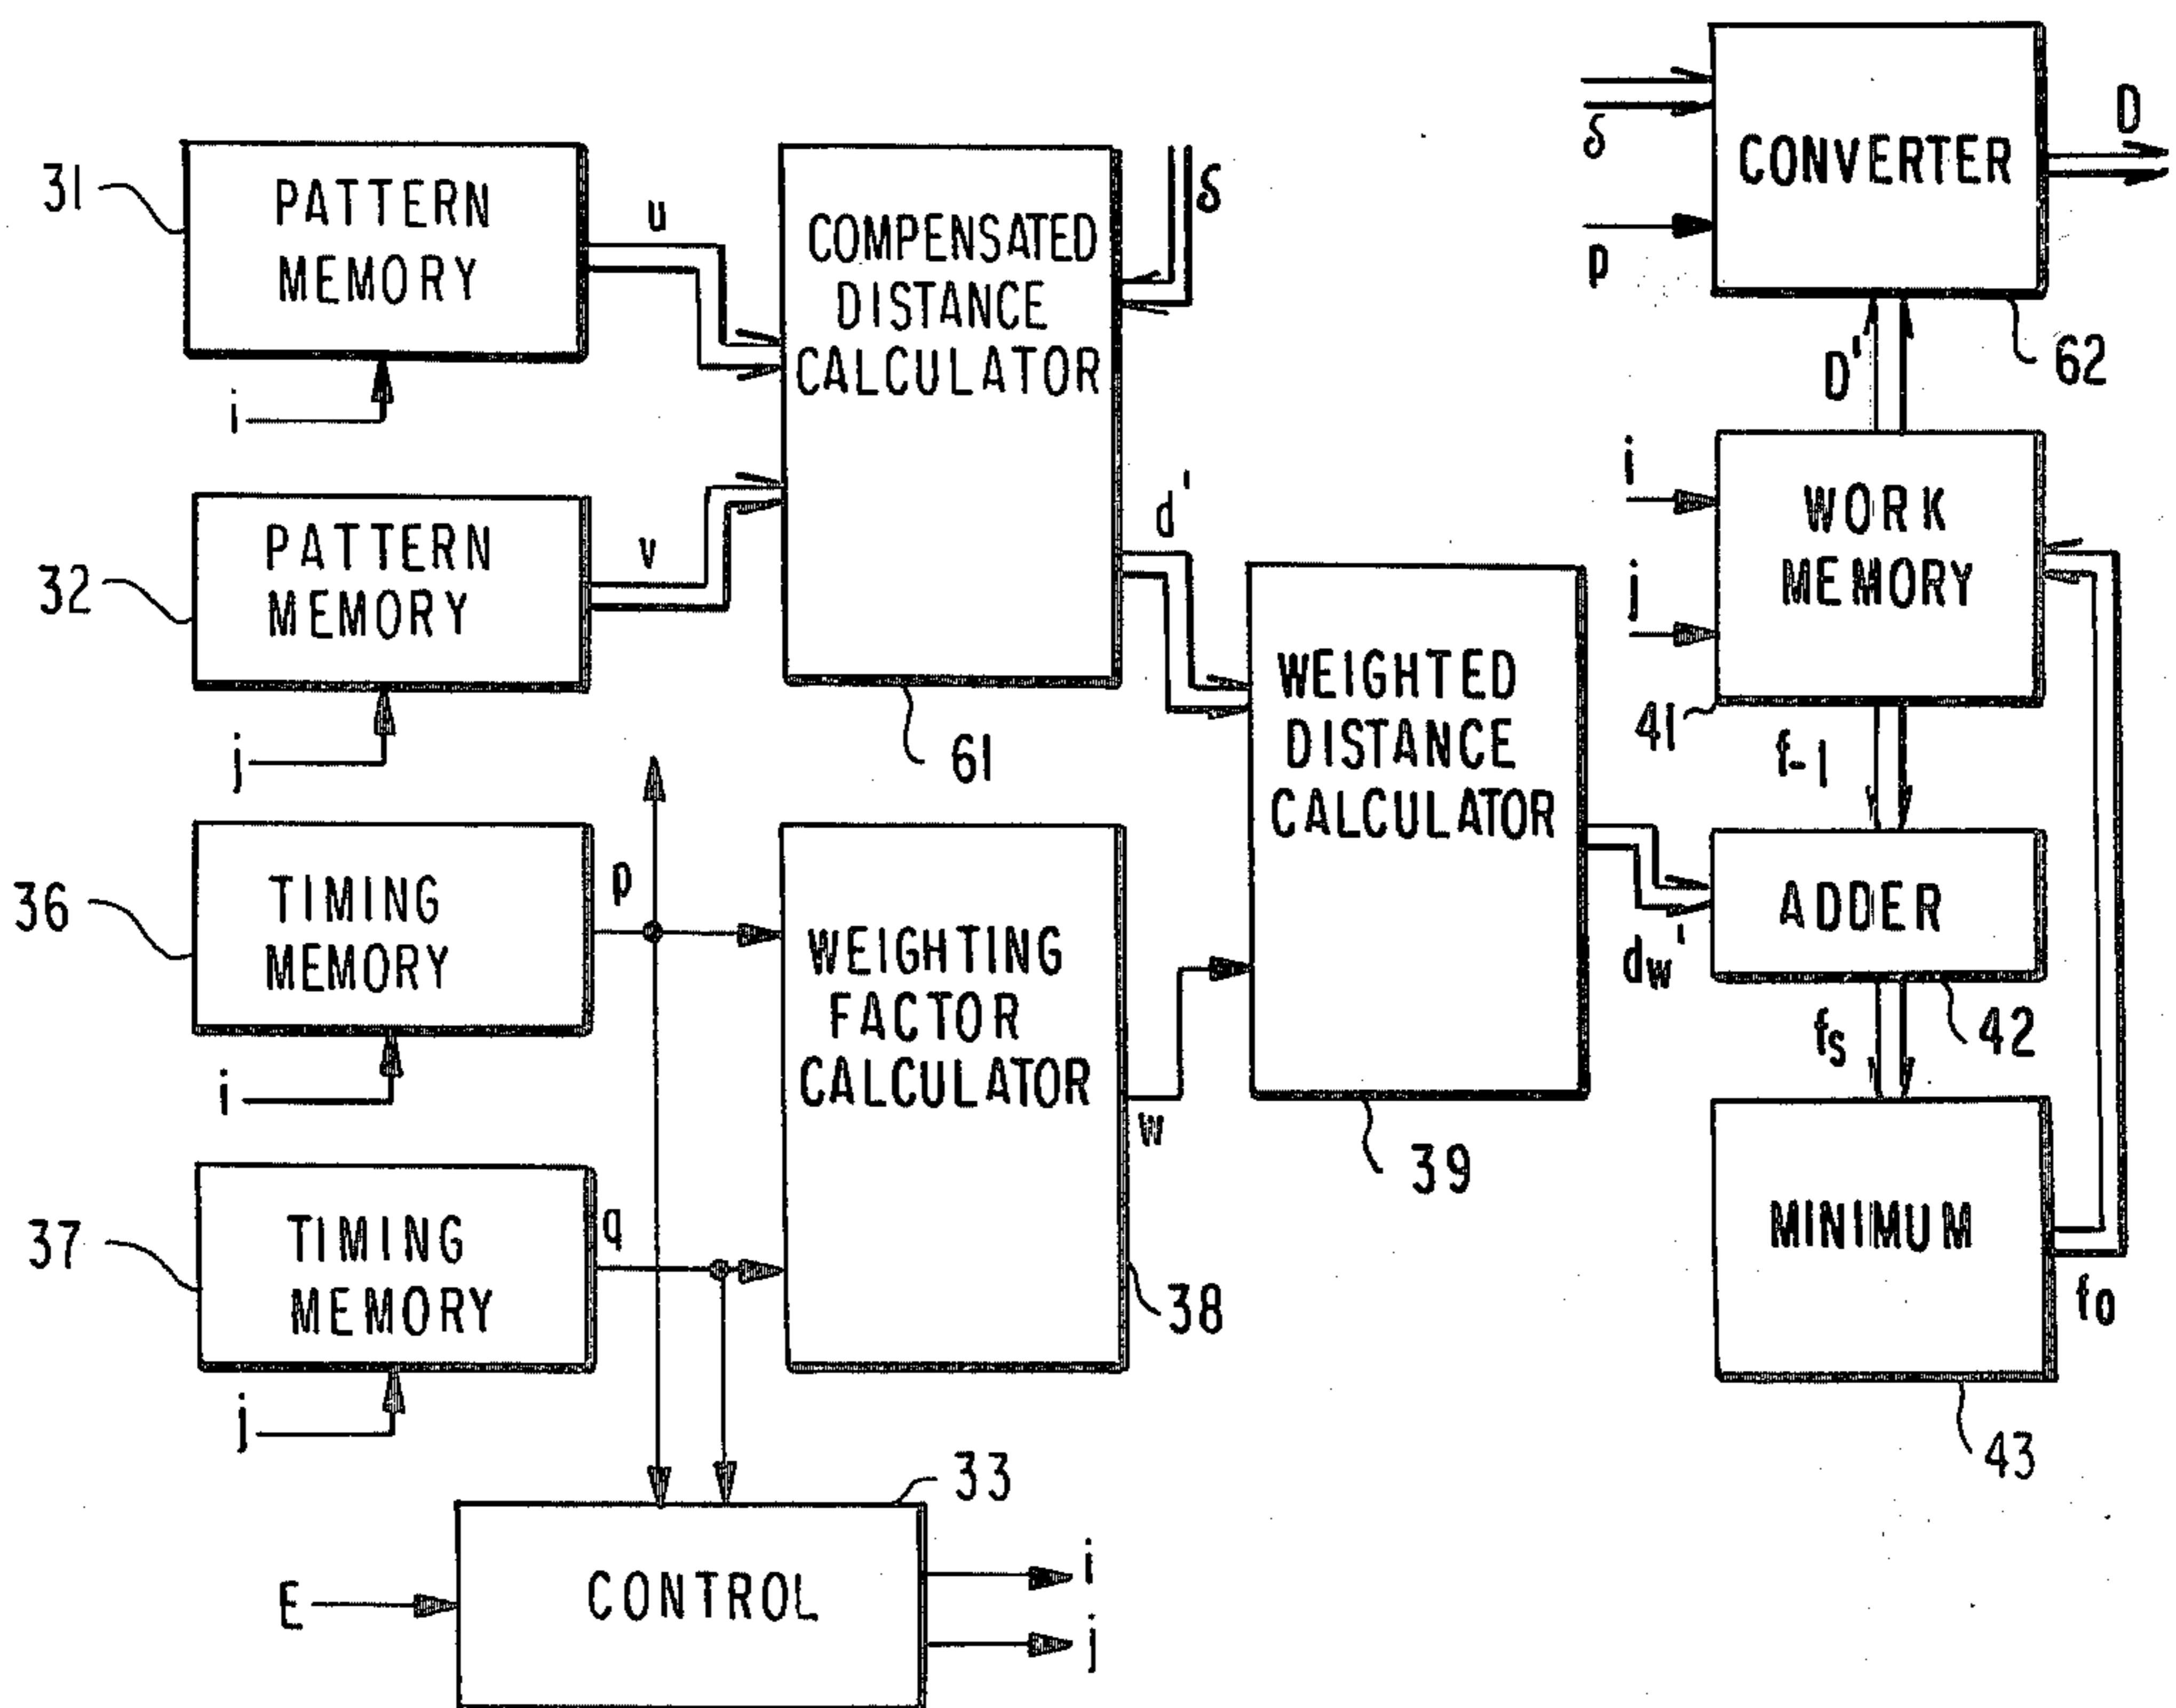 31
PATTERN
MEMORY
i
u
32
PATTERN
MEMORY
j
v
COMPENSATED
DISTANCE
CALCULATOR
δ
61
d'
36
TIMING
MEMORY
i
p
37
TIMING
MEMORY
j
q
WEIGHTING
FACTOR
CALCULATOR
38
w
WEIGHTED
DISTANCE
CALCULATOR
39
dw'
δ
p
CONVERTER
D
62
D'
i
j
WORK
MEMORY
41
f-1
ADDER
42
fs
MINIMUM
43
f0
33
E
CONTROL
i
j